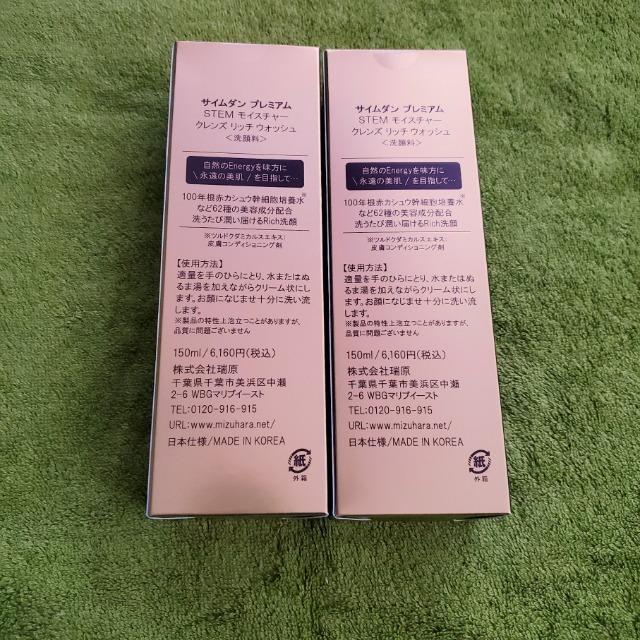 サイムダン プレミアム
STEM モイスチャー
クレンズ リッチ ウォッシュ
<洗顔料>
自然のEnergyを味方に
\ 永遠の美肌 / を目指して…
100年根赤カシュウ幹細胞培養水※
など62種の美容成分配合
洗うたび潤い届けるRich洗顔
※ツルドクダミカルスエキス:
皮膚コンディショニング剤
【使用方法】
適量を手のひらにとり、水またはぬ
るま湯を加えながらクリーム状にし
ます。お顔になじませ十分に洗い流
します。
※製品の特性上泡立つことがありますが、
品質に問題ございません
150ml / 6,160円(税込)
株式会社瑞原
千葉県千葉市美浜区中瀬
2-6 WBGマリブイースト
TEL:0120-916-915
URL:www.mizuhara.net/
日本仕様/MADE IN KOREA
紙
外箱
サイムダン プレミアム
STEM モイスチャー
クレンズ リッチ ウォッシュ
<洗顔料>
自然のEnergyを味方に
\ 永遠の美肌 / を目指して…
100年根赤カシュウ幹細胞培養水※
など62種の美容成分配合
洗うたび潤い届けるRich洗顔
※ツルドクダミカルスエキス:
皮膚コンディショニング剤
【使用方法】
適量を手のひらにとり、水またはぬ
るま湯を加えながらクリーム状にし
ます。お顔になじませ十分に洗い流
します。
※製品の特性上泡立つことがありますが、
品質に問題ございません
150ml / 6,160円(税込)
株式会社瑞原
千葉県千葉市美浜区中瀬
2-6 WBGマリブイースト
TEL:0120-916-915
URL:www.mizuhara.net/
日本仕様/MADE IN KOREA
紙
外箱